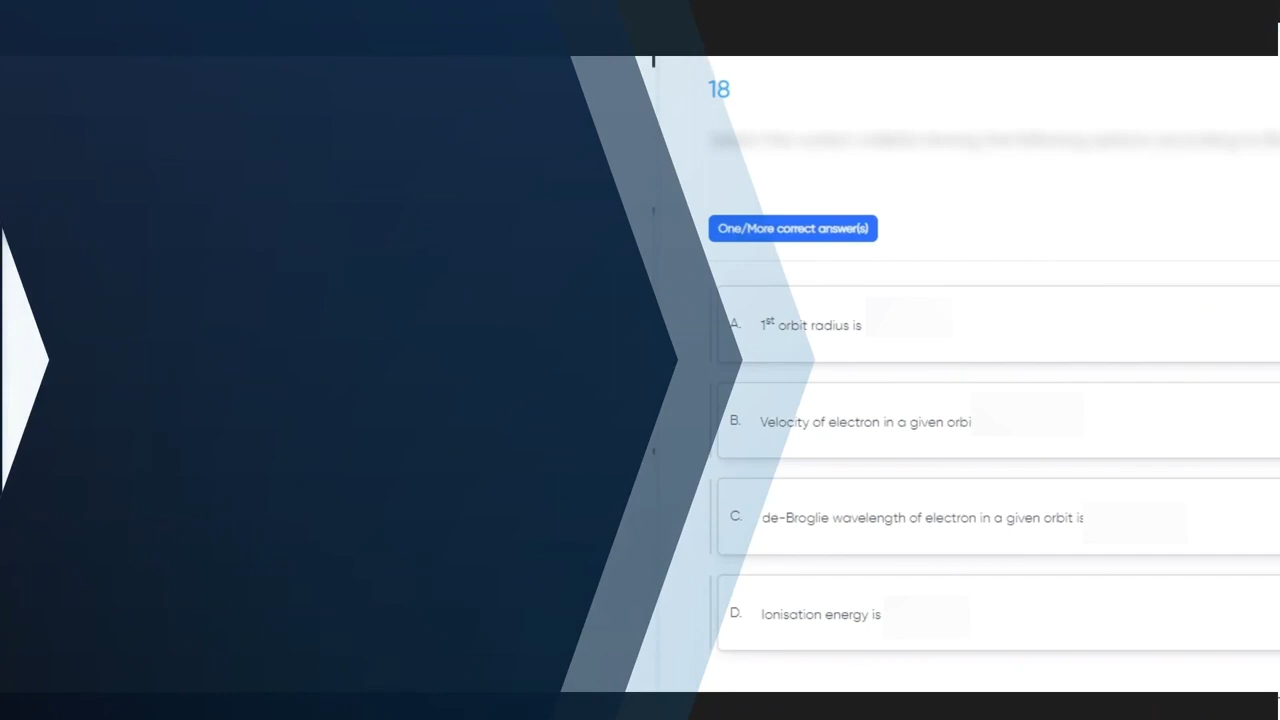 18
One/More correct answer(s)
A. 1st orbit radius is
B. Velocity of electron in a given orbi
C. de-Broglie wavelength of electron in a given orbit is
D. Ionisation energy is